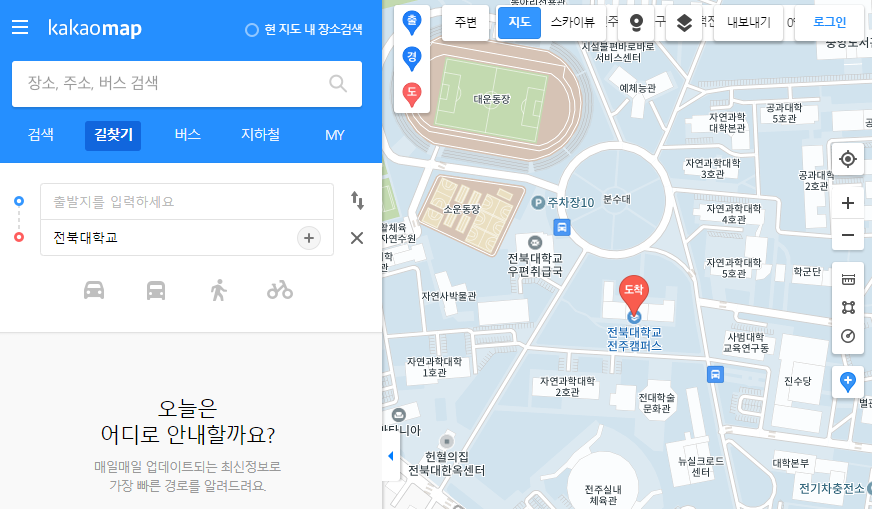 kakaomap
현 지도 내 장소검색
장소, 주소, 버스 검색
검색
길찾기
버스
지하철
MY
출발지를 입력하세요
전북대학교
오늘은
어디로 안내할까요?
매일매일 업데이트되는 최신정보로
가장 빠른 경로를 알려드려요.
출
경
도
주변
지도
스카이뷰
내보내기
로그인
시설불편바로바로
서비스센터
중앙도서관
예체능관
대운동장
자연과학대학
대학본관
공과대학
5호관
자연과학대학
3호관
공과대학
2호관
소운동장
P 주차장10
분수대
자연과학대학
4호관
전북대학교
우편취급국
자연과학대학
5호관
학군단
자연사박물관
도착
전북대학교
전주캠퍼스
사범대학
교육연구동
자연과학대학
1호관
자연과학대학
2호관
진수당
전대학술
문화관
헌혈의집
전북대한옥센터
뉴실크로드
센터
대학본부
전기차충전소
전주실내
체육관